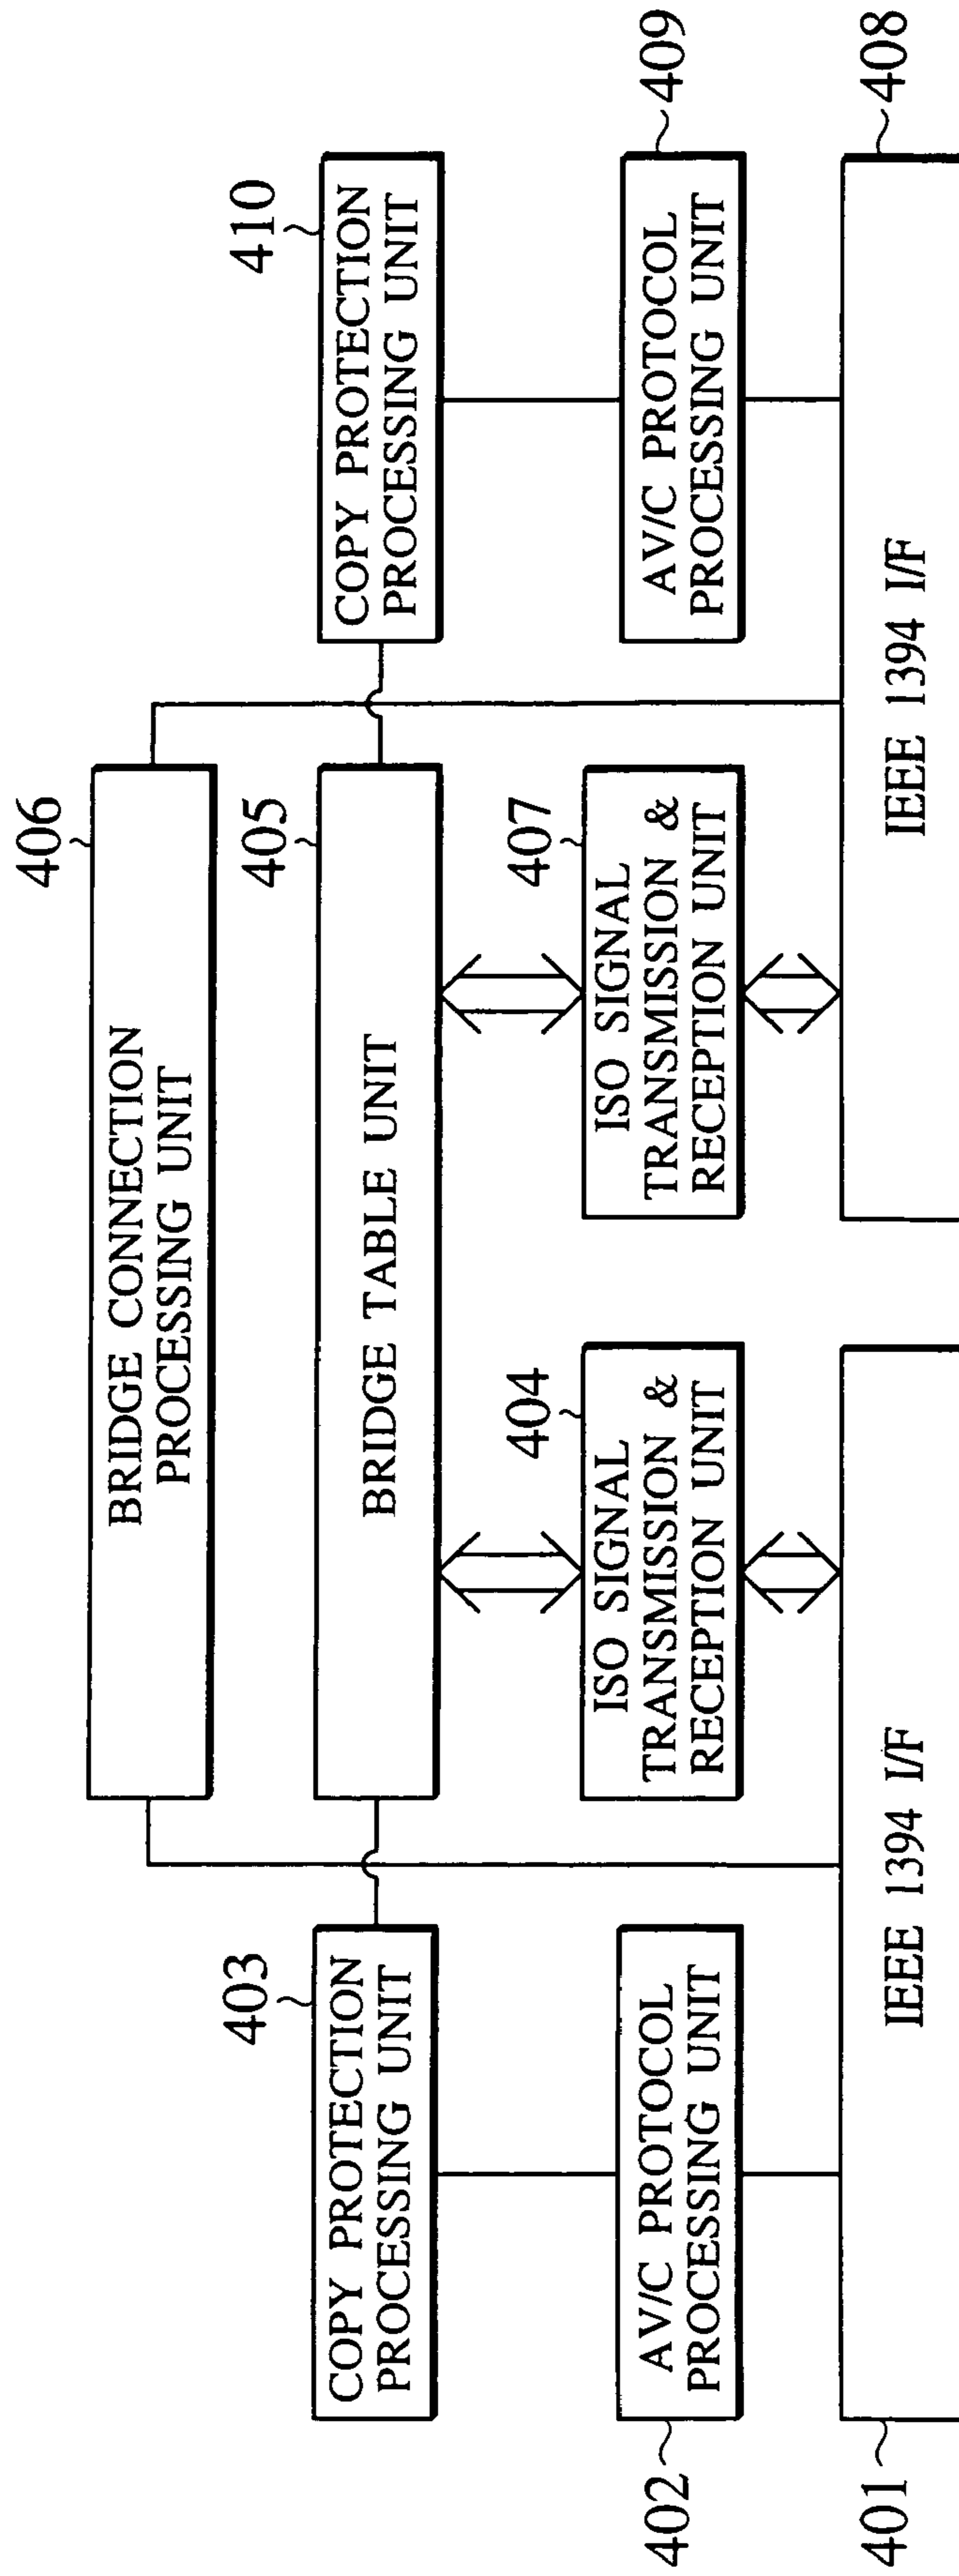 406
BRIDGE CONNECTION
PROCESSING UNIT
403
COPY PROTECTION
PROCESSING UNIT
405
BRIDGE TABLE UNIT
410
COPY PROTECTION
PROCESSING UNIT
402
AV/C PROTOCOL
PROCESSING UNIT
404
ISO SIGNAL
TRANSMISSION &
RECEPTION UNIT
407
ISO SIGNAL
TRANSMISSION &
RECEPTION UNIT
AV/C PROTOCOL
PROCESSING UNIT
409
401
IEEE 1394 I/F
IEEE 1394 I/F
408